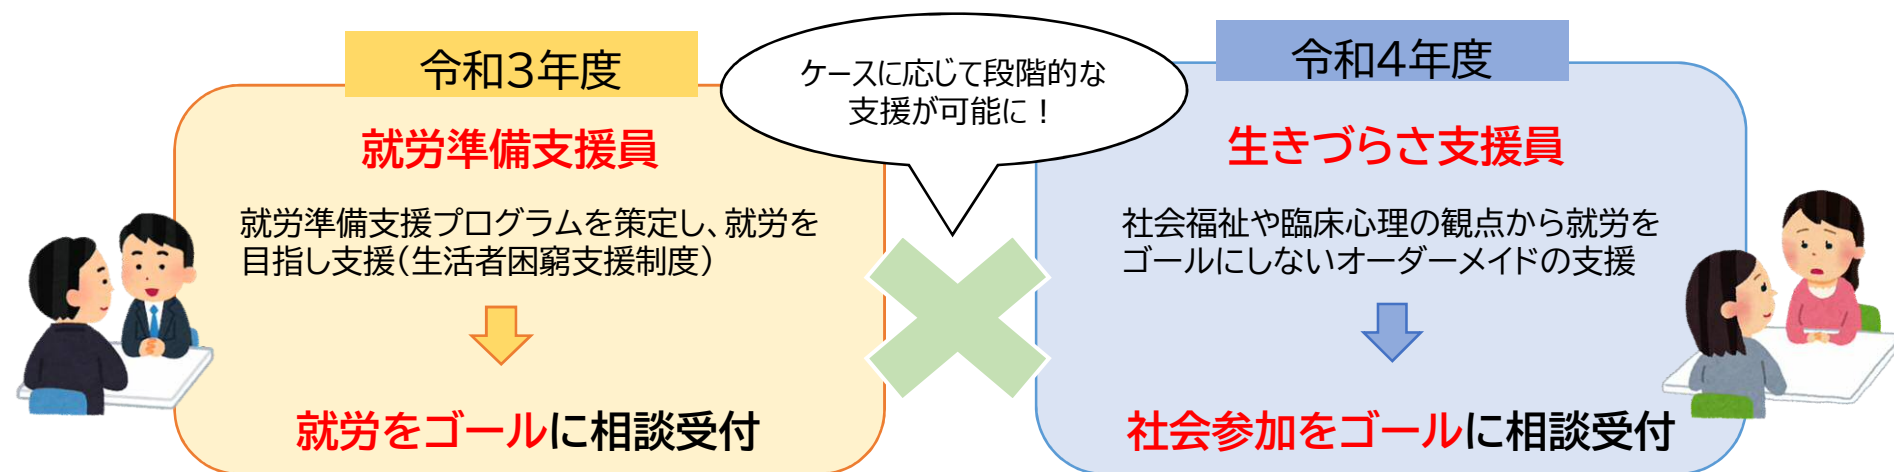 令和3年度
就労準備支援員
就労準備支援プログラムを策定し、就労を
目指し支援(生活者困窮支援制度)
就労をゴールに相談受付
ケースに応じて段階的な
支援が可能に！
令和4年度
生きづらさ支援員
社会福祉や臨床心理の観点から就労を
ゴールにしないオーダーメイドの支援
社会参加をゴールに相談受付